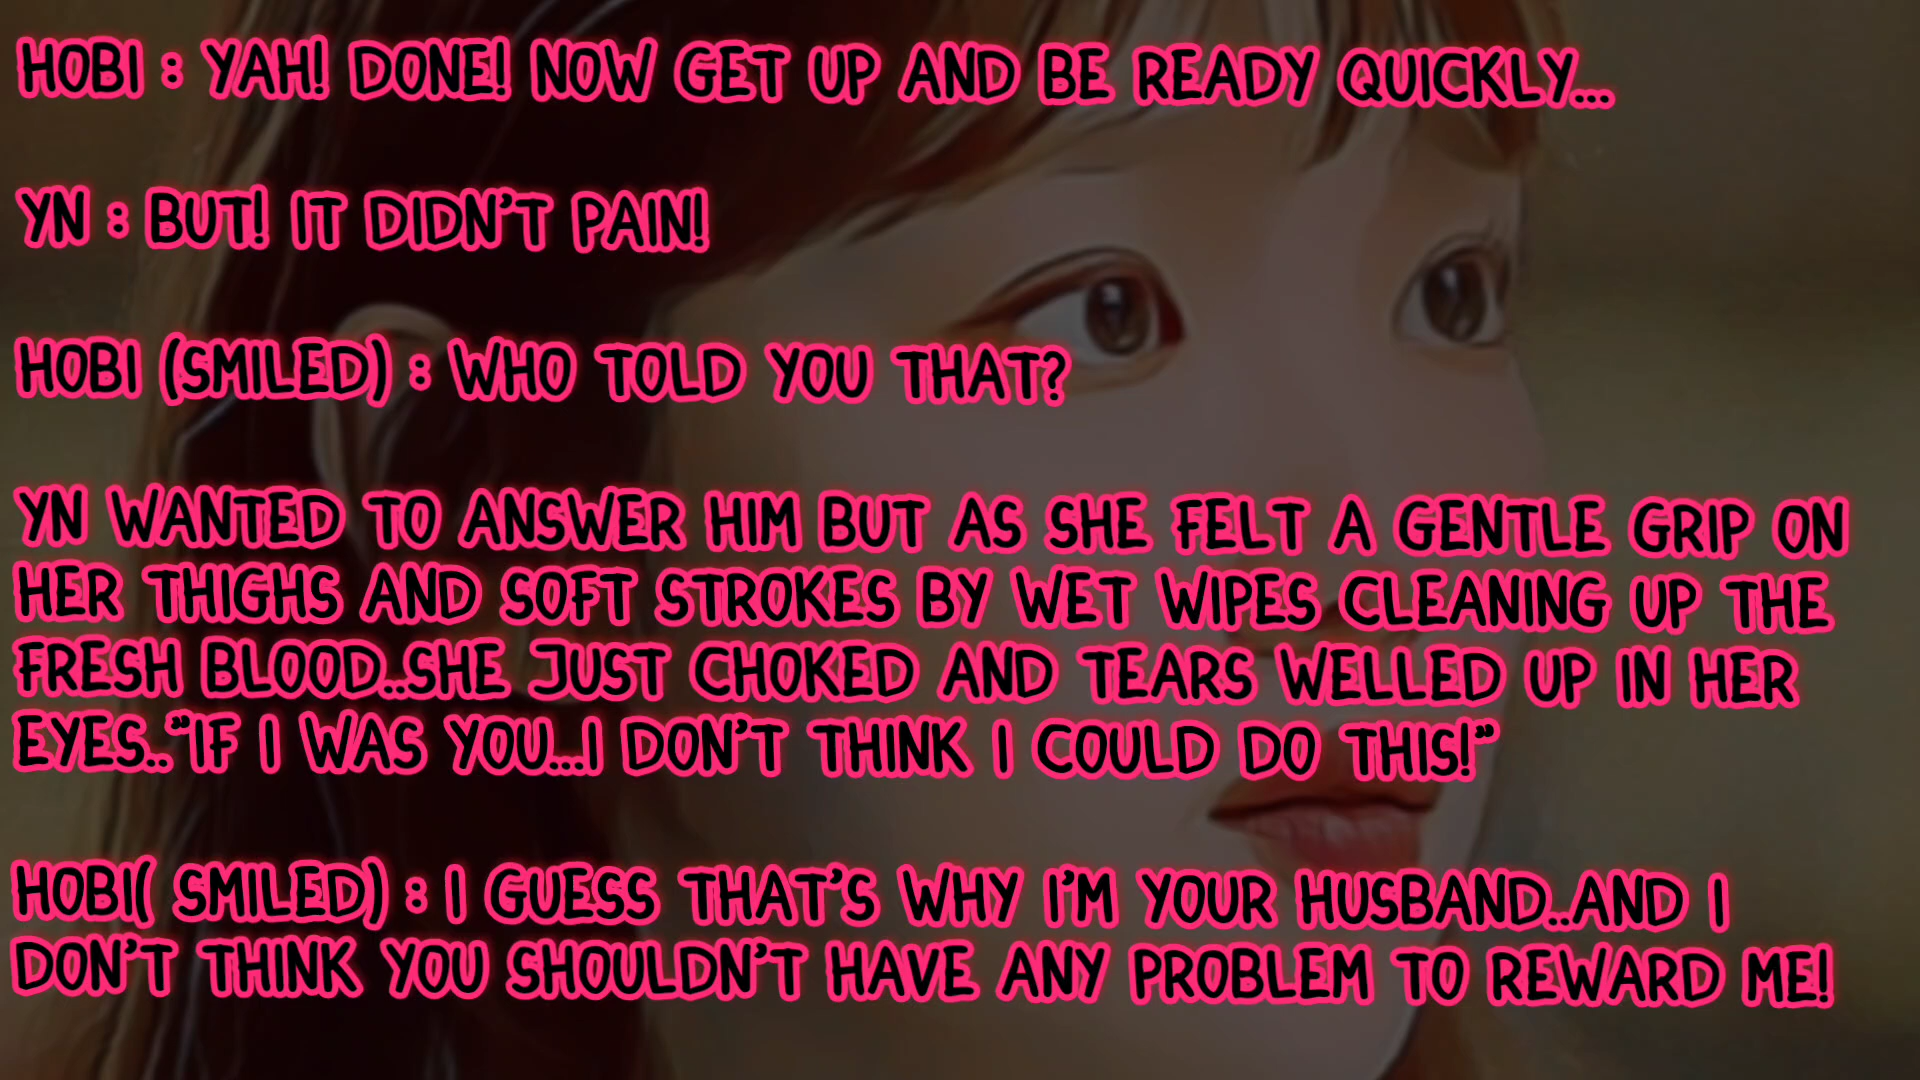 HOBI : YAH! DONE! NOW GET UP AND BE READY QUICKLY...
YN : BUT! IT DIDN'T PAIN!
HOBI (SMILED) : WHO TOLD YOU THAT?
YN WANTED TO ANSWER HIM BUT AS SHE FELT A GENTLE GRIP ON
HER THIGHS AND SOFT STROKES BY WET WIPES CLEANING UP THE
FRESH BLOOD..SHE JUST CHOKED AND TEARS WELLED UP IN HER
EYES.."IF I WAS YOU...I DON'T THINK I COULD DO THIS!"
HOBI( SMILED) : I GUESS THAT'S WHY I'M YOUR HUSBAND..AND I
DON'T THINK YOU SHOULDN'T HAVE ANY PROBLEM TO REWARD ME!